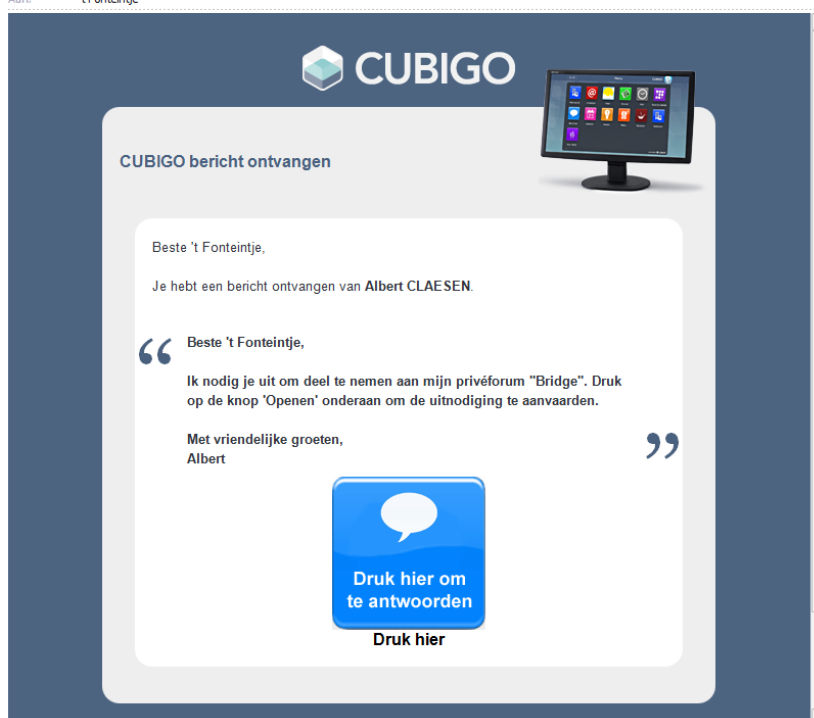 't Fonteintje
CUBIGO
CUBIGO bericht ontvangen
Beste 't Fonteintje,
Je hebt een bericht ontvangen van Albert CLAESEN.
“
Beste 't Fonteintje,
Ik nodig je uit om deel te nemen aan mijn privéforum "Bridge". Druk
op de knop 'Openen' onderaan om de uitnodiging te aanvaarden.
Met vriendelijke groeten,
Albert
”
Druk hier om
te antwoorden
Druk hier